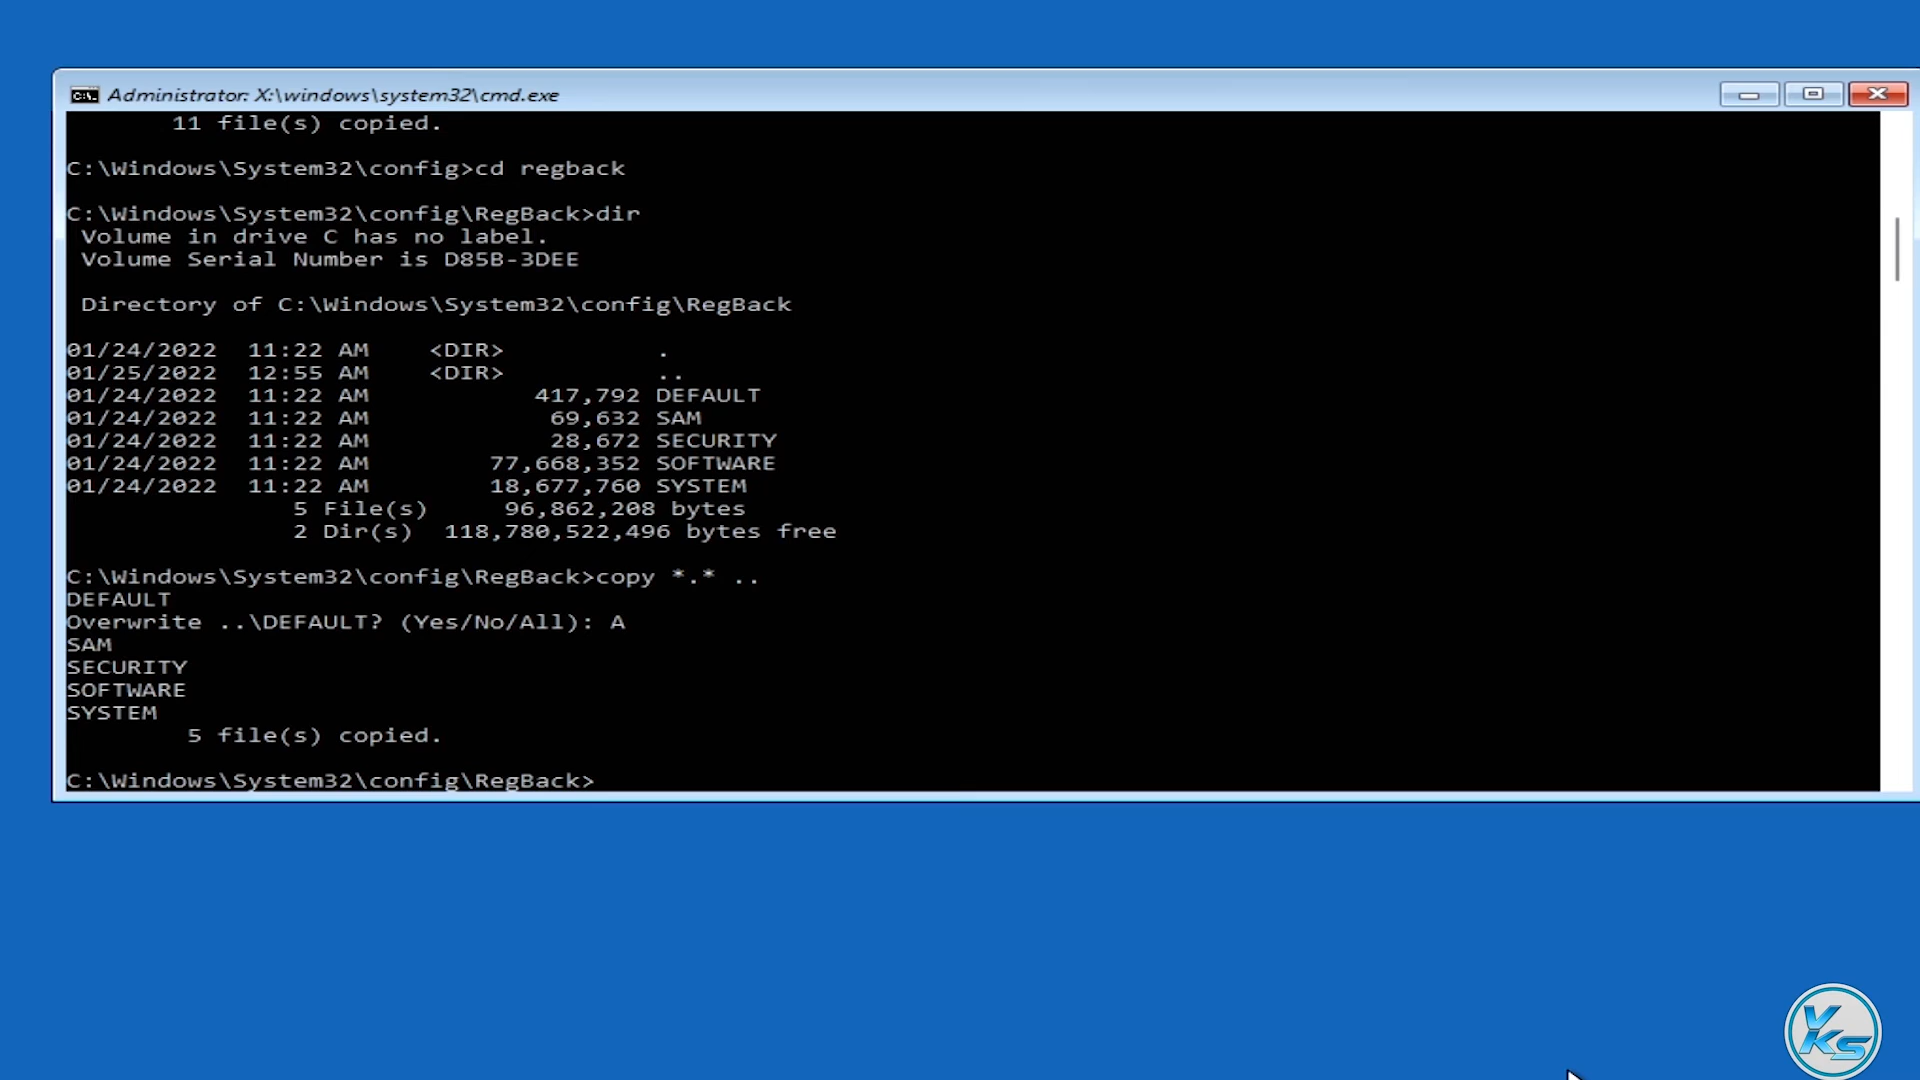 Administrator: X:\windows\system32\cmd.exe
11 file(s) copied.
C:\Windows\System32\config>cd regback
C:\Windows\System32\config\RegBack>dir
Volume in drive C has no label.
Volume Serial Number is D85B-3DEE
Directory of C:\Windows\System32\config\RegBack
01/24/2022  11:22 AM    <DIR>          .
01/25/2022  12:55 AM    <DIR>          ..
01/24/2022  11:22 AM           417,792 DEFAULT
01/24/2022  11:22 AM            69,632 SAM
01/24/2022  11:22 AM            28,672 SECURITY
01/24/2022  11:22 AM        77,668,352 SOFTWARE
01/24/2022  11:22 AM        18,677,760 SYSTEM
5 File(s)     96,862,208 bytes
2 Dir(s)  118,780,522,496 bytes free
C:\Windows\System32\config\RegBack>copy *.* ..
DEFAULT
Overwrite ..\DEFAULT? (Yes/No/All): A
SAM
SECURITY
SOFTWARE
SYSTEM
5 file(s) copied.
C:\Windows\System32\config\RegBack>
VKS